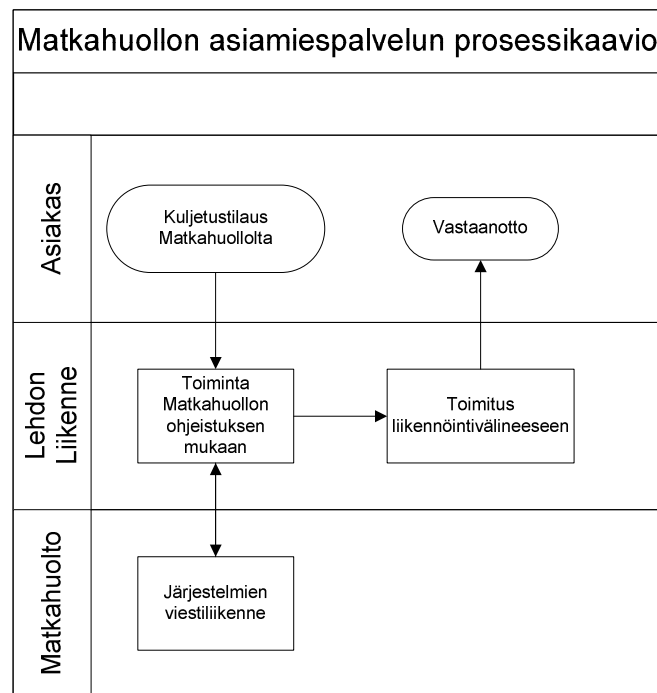 Matkahuollon asiamiespalvelun prosessikaavio
Asiakas
Kuljetustilaus
Matkahuollolta
Vastaanotto
Lehdon
Liikenne
Toiminta
Matkahuollon
ohjeistuksen
mukaan
Toimitus
liikennöintivälineeseen
Matkahuolto
Järjestelmien
viestiliikenne